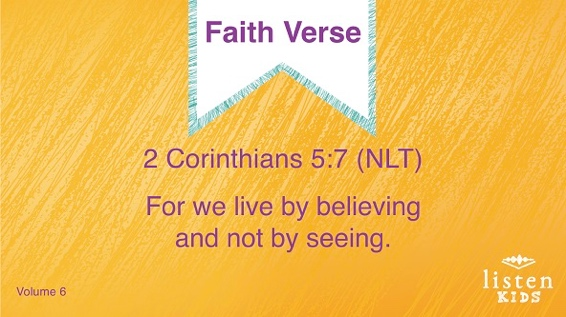 Faith Verse
2 Corinthians 5:7 (NLT)
For we live by believing
and not by seeing.
Volume 6
listen
KIDS